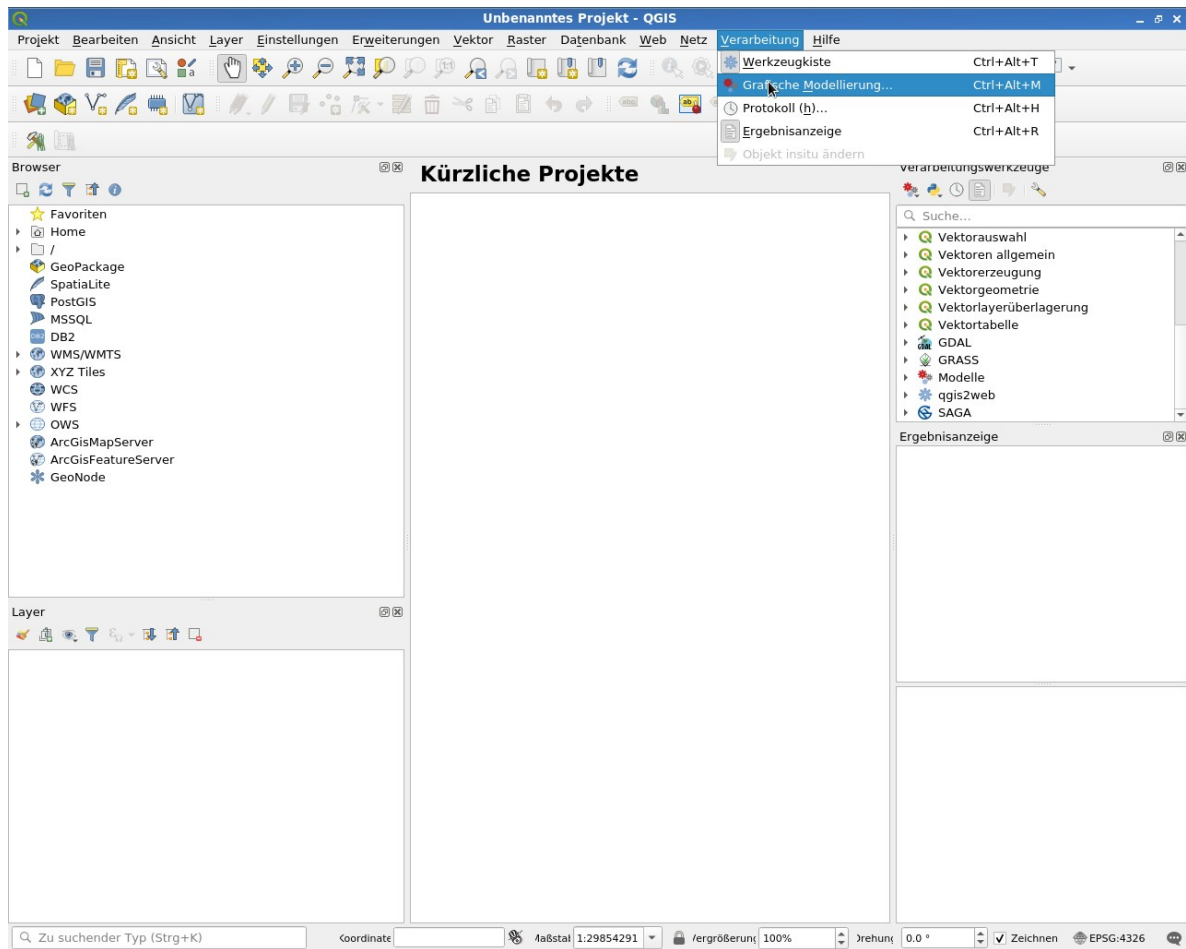 Unbenanntes Projekt - QGIS
Projekt Bearbeiten Ansicht Layer Einstellungen Erweiterungen Vektor Raster Datenbank Web Netz Verarbeitung Hilfe
Werkzeugkiste Ctrl+Alt+T
Grafische Modellierung... Ctrl+Alt+M
Protokoll (h)... Ctrl+Alt+H
Ergebnisanzeige Ctrl+Alt+R
Objekt insitu ändern
Browser
Favoriten
Home
/
GeoPackage
SpatiaLite
PostGIS
MSSQL
DB2
WMS/WMTS
XYZ Tiles
WCS
WFS
OWS
ArcGisMapServer
ArcGisFeatureServer
GeoNode
Layer
Kürzliche Projekte
Verarbeitungswerkzeuge
Suche...
Vektorauswahl
Vektoren allgemein
Vektorerzeugung
Vektorgeometrie
Vektorlayerüberlagerung
Vektortabelle
GDAL
GRASS
Modelle
qgis2web
SAGA
Ergebnisanzeige
Zu suchender Typ (Strg+K) 1:29854291 100% 0.0 ° Zeichnen EPSG:4326